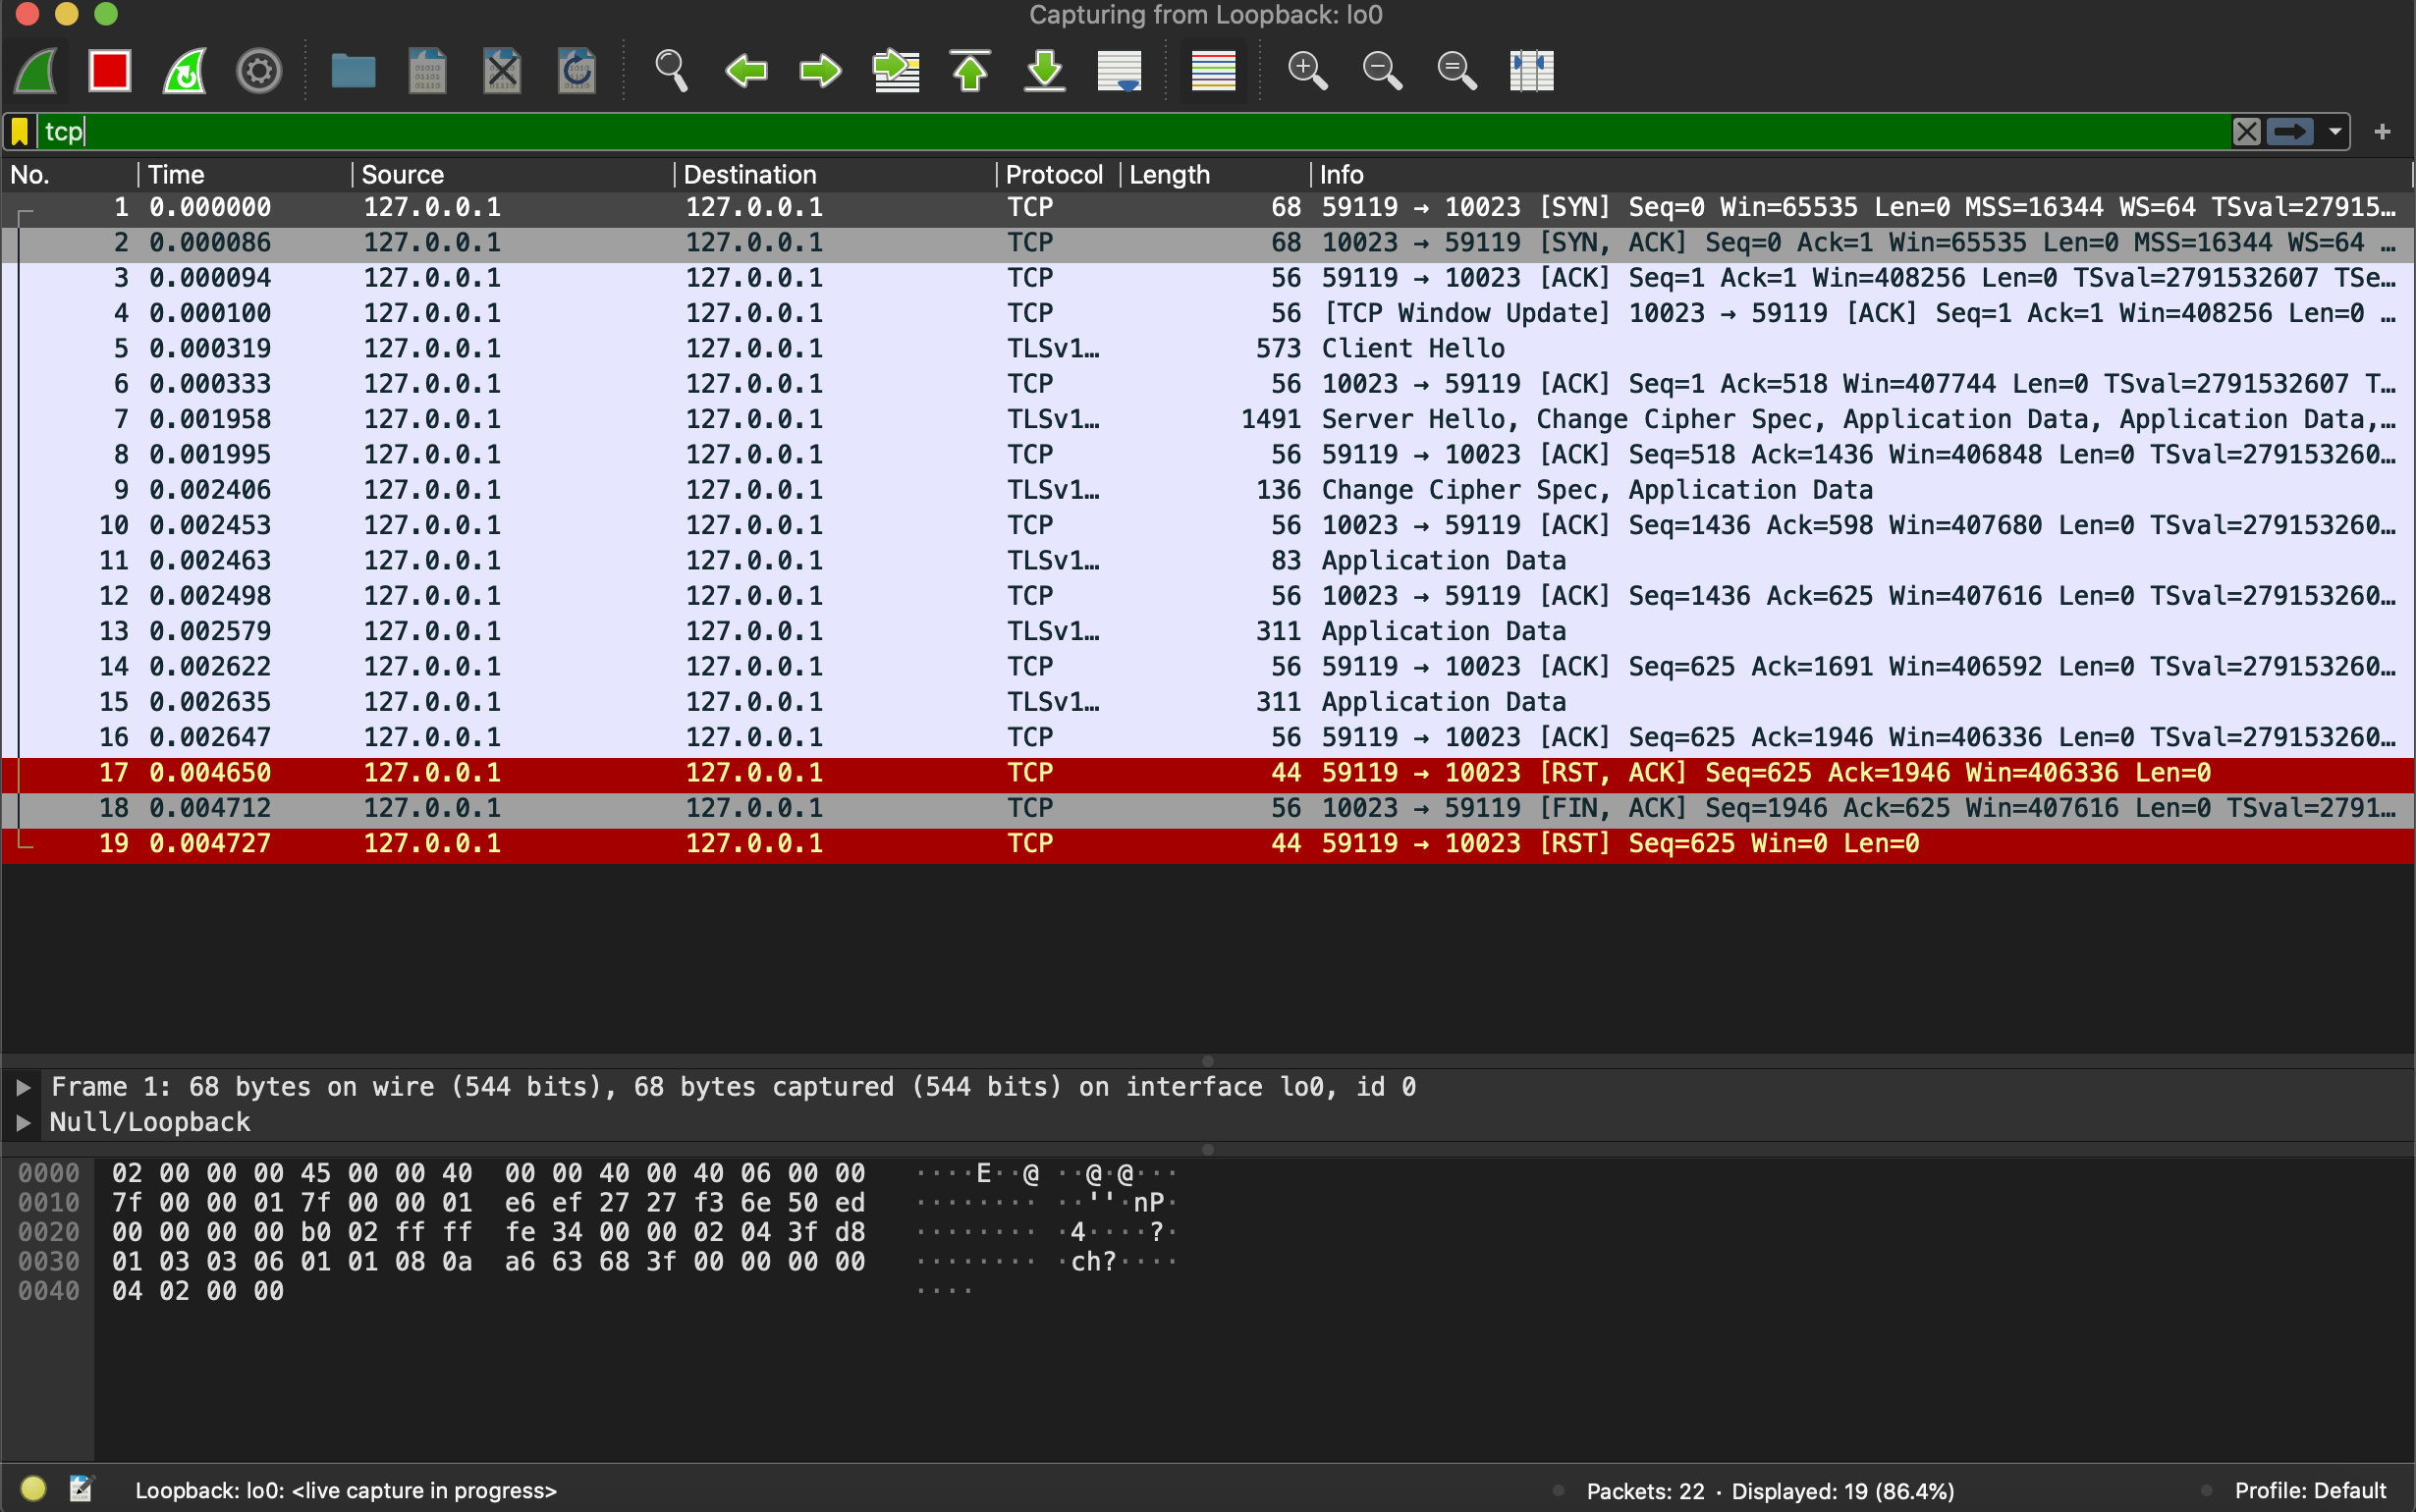 Capturing from Loopback: lo0
tcp
No. Time Source Destination Protocol Length Info
1 0.000000 127.0.0.1 127.0.0.1 TCP 68 59119 → 10023 [SYN] Seq=0 Win=65535 Len=0 MSS=16344 WS=64 TSval=27915…
2 0.000086 127.0.0.1 127.0.0.1 TCP 68 10023 → 59119 [SYN, ACK] Seq=0 Ack=1 Win=65535 Len=0 MSS=16344 WS=64 …
3 0.000094 127.0.0.1 127.0.0.1 TCP 56 59119 → 10023 [ACK] Seq=1 Ack=1 Win=408256 Len=0 TSval=2791532607 TSe…
4 0.000100 127.0.0.1 127.0.0.1 TCP 56 [TCP Window Update] 10023 → 59119 [ACK] Seq=1 Ack=1 Win=408256 Len=0 …
5 0.000319 127.0.0.1 127.0.0.1 TLSv1… 573 Client Hello
6 0.000333 127.0.0.1 127.0.0.1 TCP 56 10023 → 59119 [ACK] Seq=1 Ack=518 Win=407744 Len=0 TSval=2791532607 T…
7 0.001958 127.0.0.1 127.0.0.1 TLSv1… 1491 Server Hello, Change Cipher Spec, Application Data, Application Data,…
8 0.001995 127.0.0.1 127.0.0.1 TCP 56 59119 → 10023 [ACK] Seq=518 Ack=1436 Win=406848 Len=0 TSval=279153260…
9 0.002406 127.0.0.1 127.0.0.1 TLSv1… 136 Change Cipher Spec, Application Data
10 0.002453 127.0.0.1 127.0.0.1 TCP 56 10023 → 59119 [ACK] Seq=1436 Ack=598 Win=407680 Len=0 TSval=279153260…
11 0.002463 127.0.0.1 127.0.0.1 TLSv1… 83 Application Data
12 0.002498 127.0.0.1 127.0.0.1 TCP 56 10023 → 59119 [ACK] Seq=1436 Ack=625 Win=407616 Len=0 TSval=279153260…
13 0.002579 127.0.0.1 127.0.0.1 TLSv1… 311 Application Data
14 0.002622 127.0.0.1 127.0.0.1 TCP 56 59119 → 10023 [ACK] Seq=625 Ack=1691 Win=406592 Len=0 TSval=279153260…
15 0.002635 127.0.0.1 127.0.0.1 TLSv1… 311 Application Data
16 0.002647 127.0.0.1 127.0.0.1 TCP 56 59119 → 10023 [ACK] Seq=625 Ack=1946 Win=406336 Len=0 TSval=279153260…
17 0.004650 127.0.0.1 127.0.0.1 TCP 44 59119 → 10023 [RST, ACK] Seq=625 Ack=1946 Win=406336 Len=0
18 0.004712 127.0.0.1 127.0.0.1 TCP 56 10023 → 59119 [FIN, ACK] Seq=1946 Ack=625 Win=407616 Len=0 TSval=2791…
19 0.004727 127.0.0.1 127.0.0.1 TCP 44 59119 → 10023 [RST] Seq=625 Win=0 Len=0
Frame 1: 68 bytes on wire (544 bits), 68 bytes captured (544 bits) on interface lo0, id 0
Null/Loopback
0000 02 00 00 00 45 00 00 40 00 00 40 00 40 06 00 00 ····E··@ ··@·@···
0010 7f 00 00 01 7f 00 00 01 e6 ef 27 27 f3 6e 50 ed ········ ··''·nP·
0020 00 00 00 00 b0 02 ff ff fe 34 00 00 02 04 3f d8 ········ ·4····?·
0030 01 03 03 06 01 01 08 0a a6 63 68 3f 00 00 00 00 ········ ·ch?····
0040 04 02 00 00 ····
Loopback: lo0: <live capture in progress> Packets: 22 · Displayed: 19 (86.4%) Profile: Default